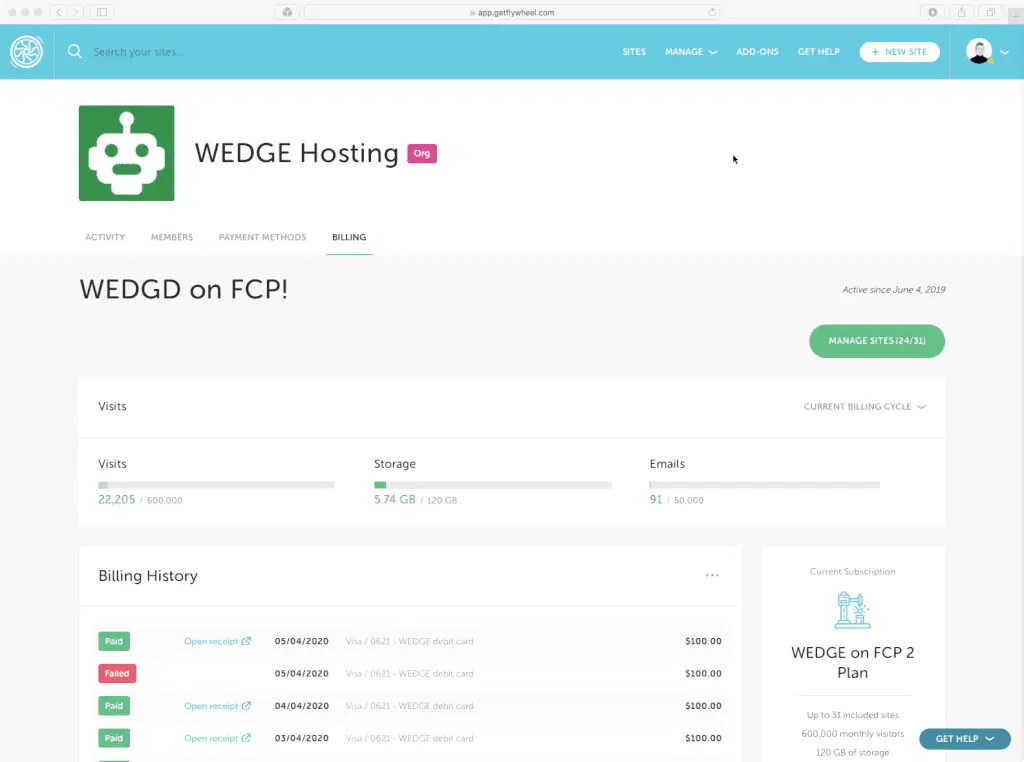 app.getflywheel.com
Search your sites...
SITES MANAGE ADD-ONS GET HELP + NEW SITE
WEDGE Hosting Org
ACTIVITY MEMBERS PAYMENT METHODS BILLING
WEDGD on FCP!
Active since June 4, 2019
MANAGE SITES (24/31)
Visits
CURRENT BILLING CYCLE
Visits Storage Emails
22,205 / 600,000 5.74 GB / 120 GB 91 / 50,000
Billing History
Paid Open receipt 05/04/2020 Visa / 0621 - WEDGE debit card $100.00
Failed 05/04/2020 Visa / 0621 - WEDGE debit card $100.00
Paid Open receipt 04/04/2020 Visa / 0621 - WEDGE debit card $100.00
Paid Open receipt 03/04/2020 Visa / 0621 - WEDGE debit card $100.00
Current Subscription
WEDGE on FCP 2
Plan
Up to 31 included sites
600,000 monthly visitors
120 GB of storage
GET HELP